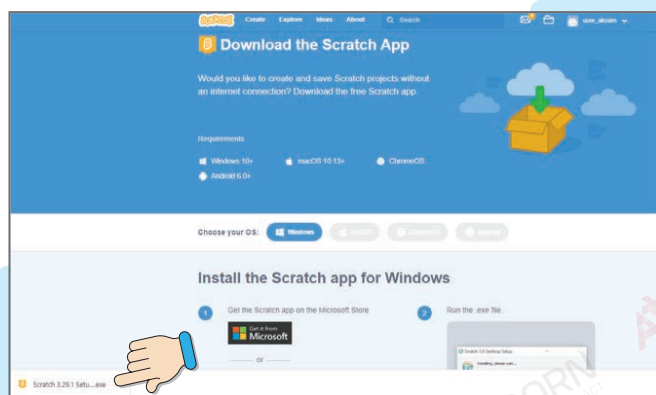 SCRATCH Create Explore Ideas About Search user_aksorn
Download the Scratch App
Would you like to create and save Scratch projects without
an internet connection? Download the free Scratch app.
Requirements
Windows 10+ macOS 10.13+ ChromeOS
Android 6.0+
Choose your OS: Windows
Install the Scratch app for Windows
1 Get the Scratch app on the Microsoft Store 2 Run the .exe file.
Get it from
Microsoft
or
Scratch 3.29.1 Setu....exe